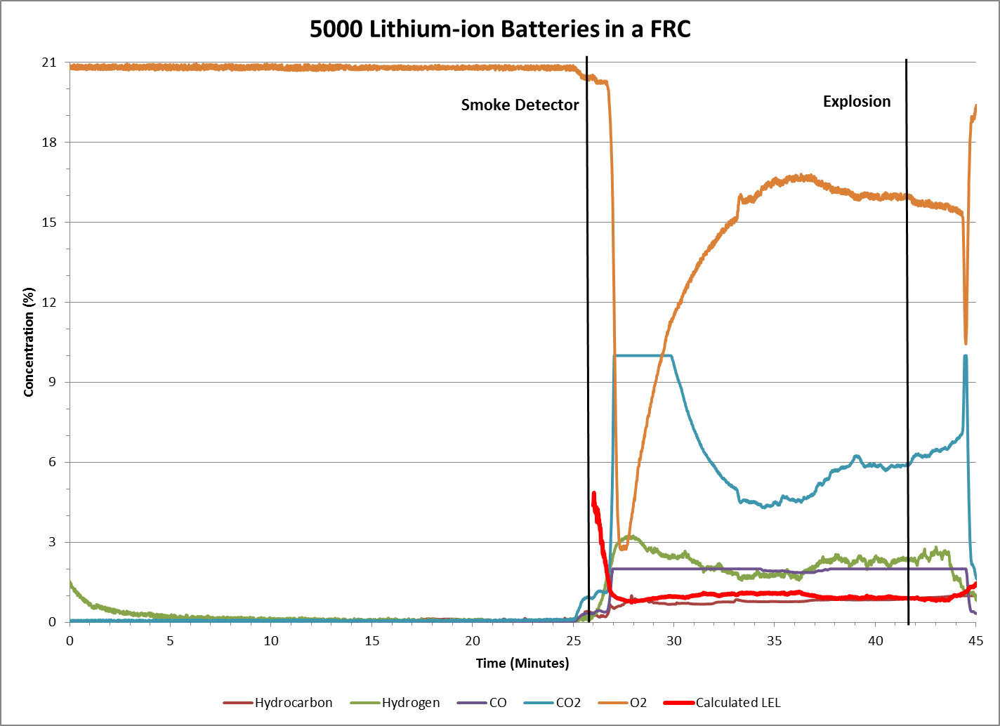 5000 Lithium-ion Batteries in a FRC
21
18
15
12
9
6
3
0
Concentration (%)
Smoke Detector
Explosion
0 5 10 15 20 25 30 35 40 45
Time (Minutes)
Hydrocarbon Hydrogen CO CO2 O2 Calculated LEL